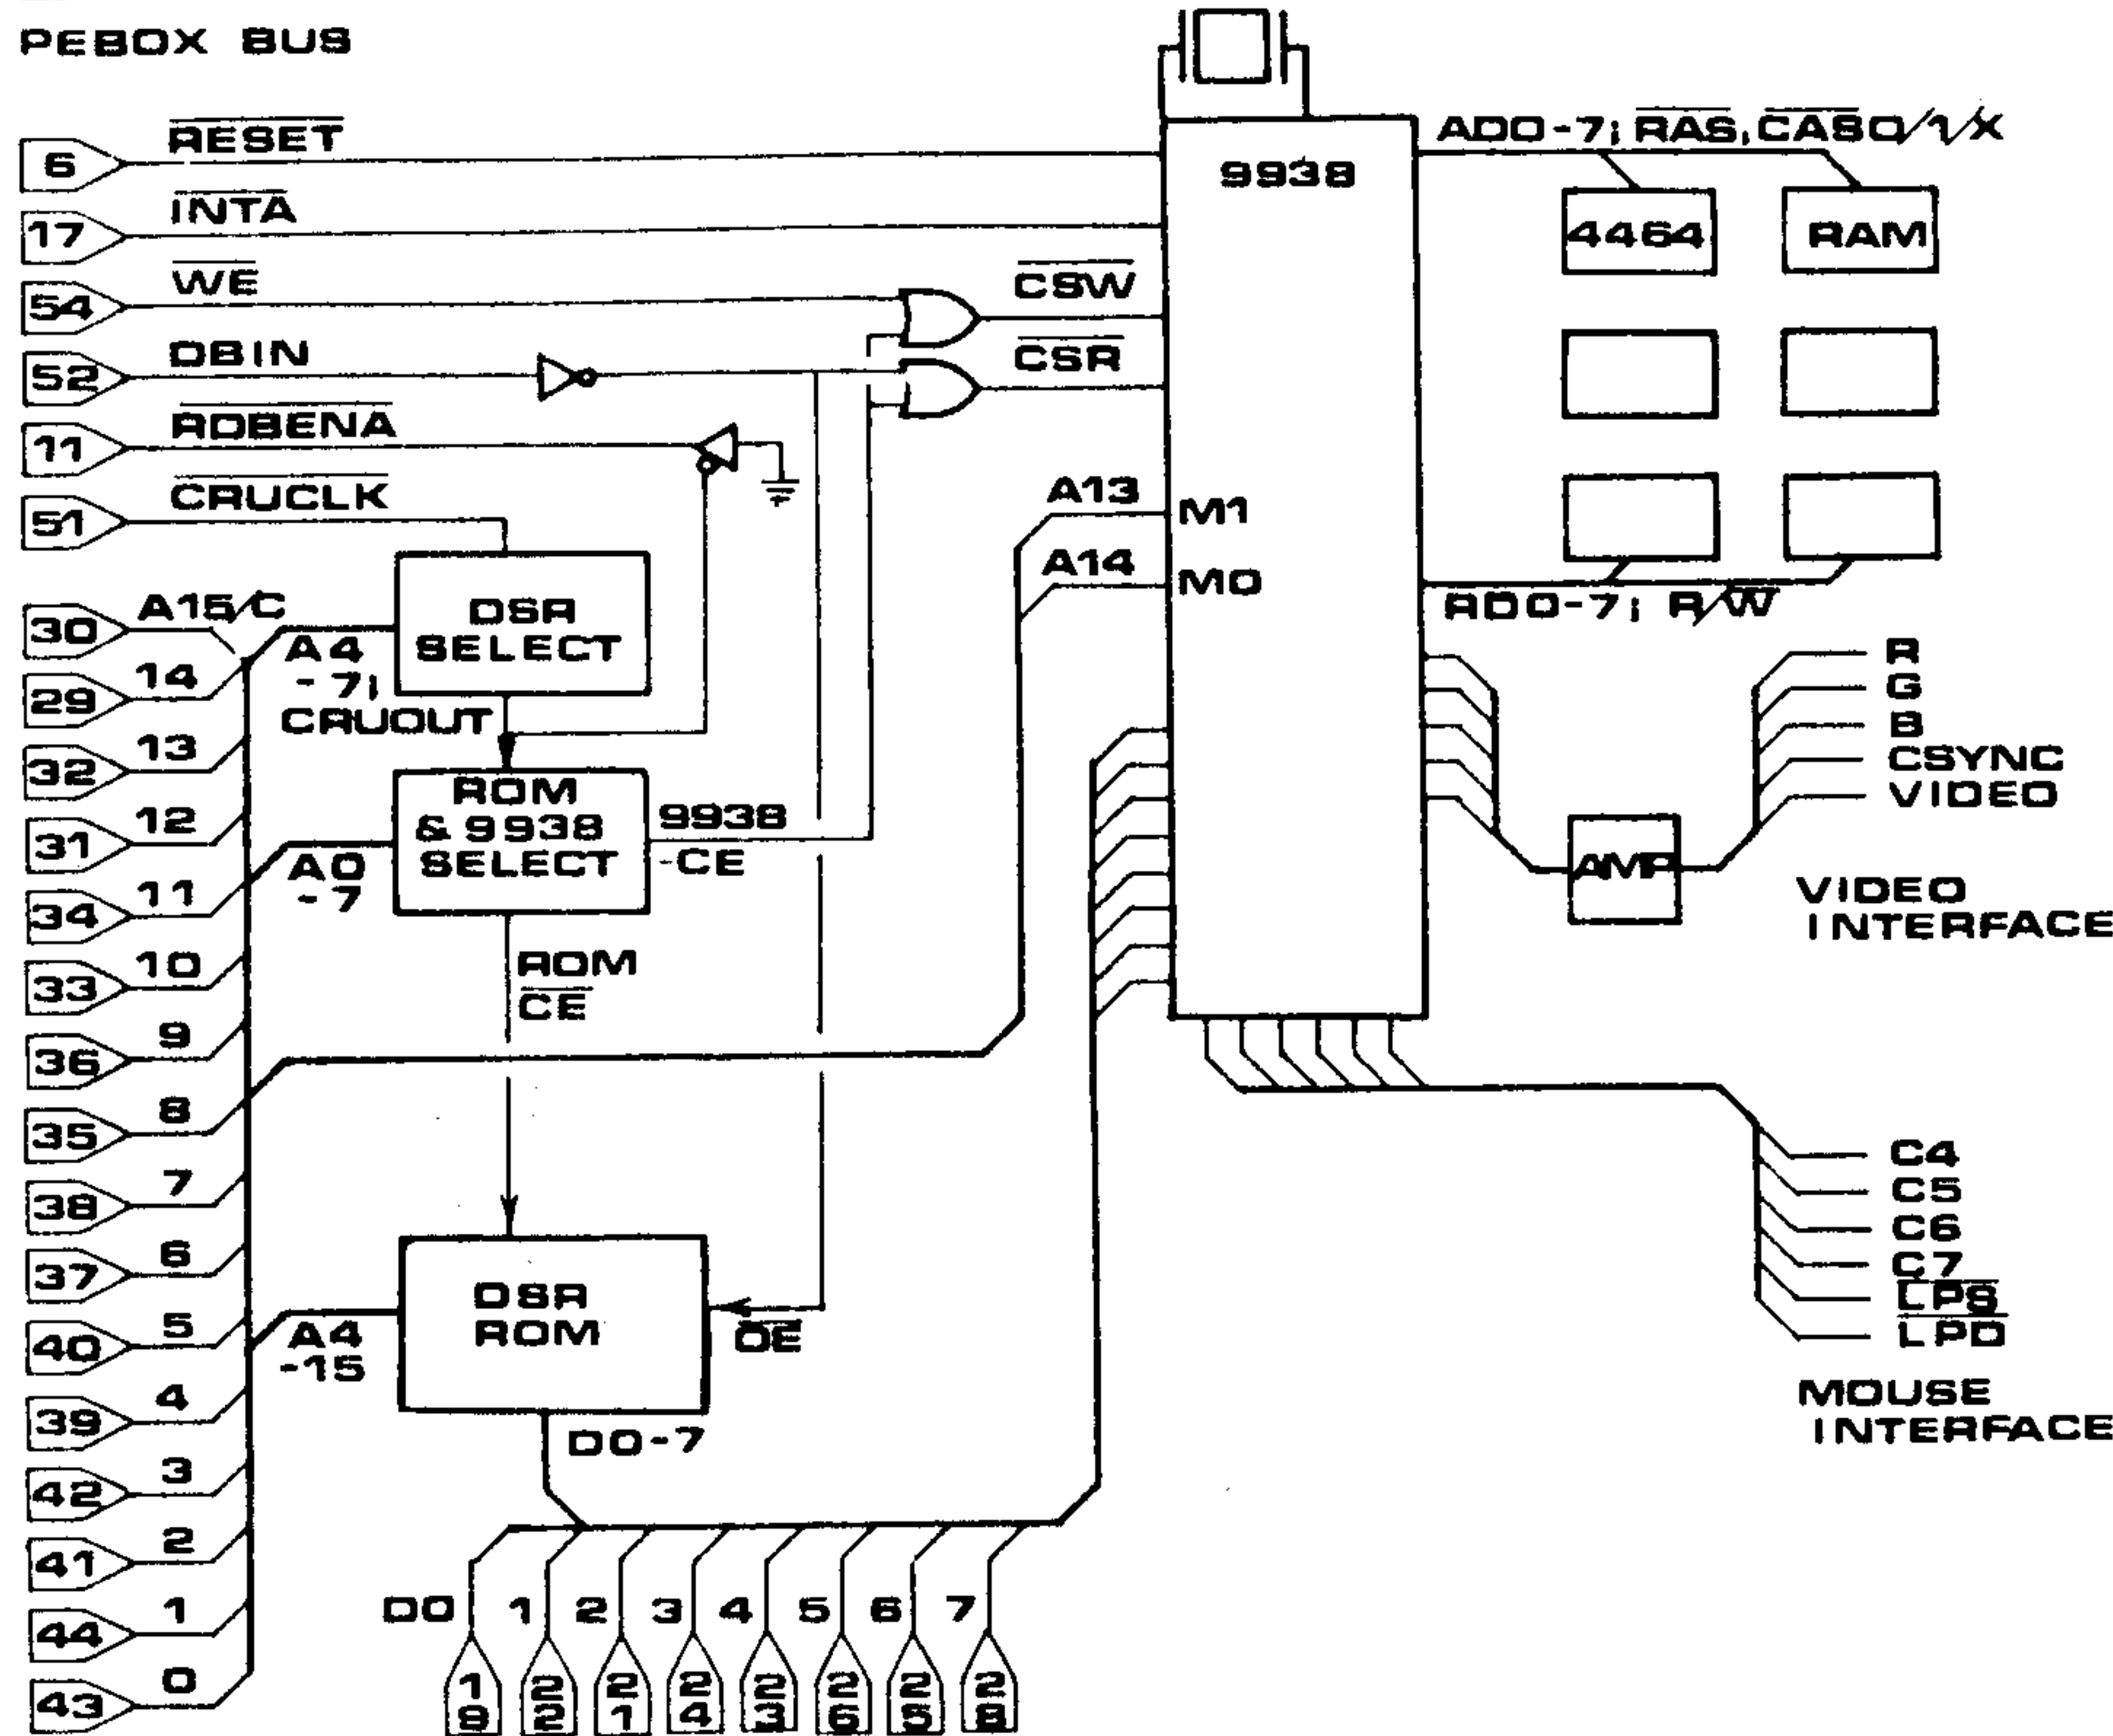 PEBOX BUS
6 RESET
17 INTA
54 WE
52 DBIN
11 RDBENA
51 CRUCLK
30 A15/C
29 14
32 13
31 12
34 11
33 10
36 9
35 8
38 7
37 6
40 5
39 4
42 3
41 2
44 1
43 0
DSR
SELECT
A4
-7;
CRUOUT
ROM
& 9938
SELECT
A0
-7
9938
-CE
ROM
CE
DSR
ROM
A4
-15
OE
D0-7
D0 1 2 3 4 5 6 7
19 22 21 24 23 26 25 28
CSW
CSR
A13
A14
M1
M0
9938
AD0-7; RAS, CAS0/1/X
4464
RAM
RD0-7; R/W
R
G
B
CSYNC
VIDEO
AMP
VIDEO
INTERFACE
C4
C5
C6
C7
LPS
LPD
MOUSE
INTERFACE